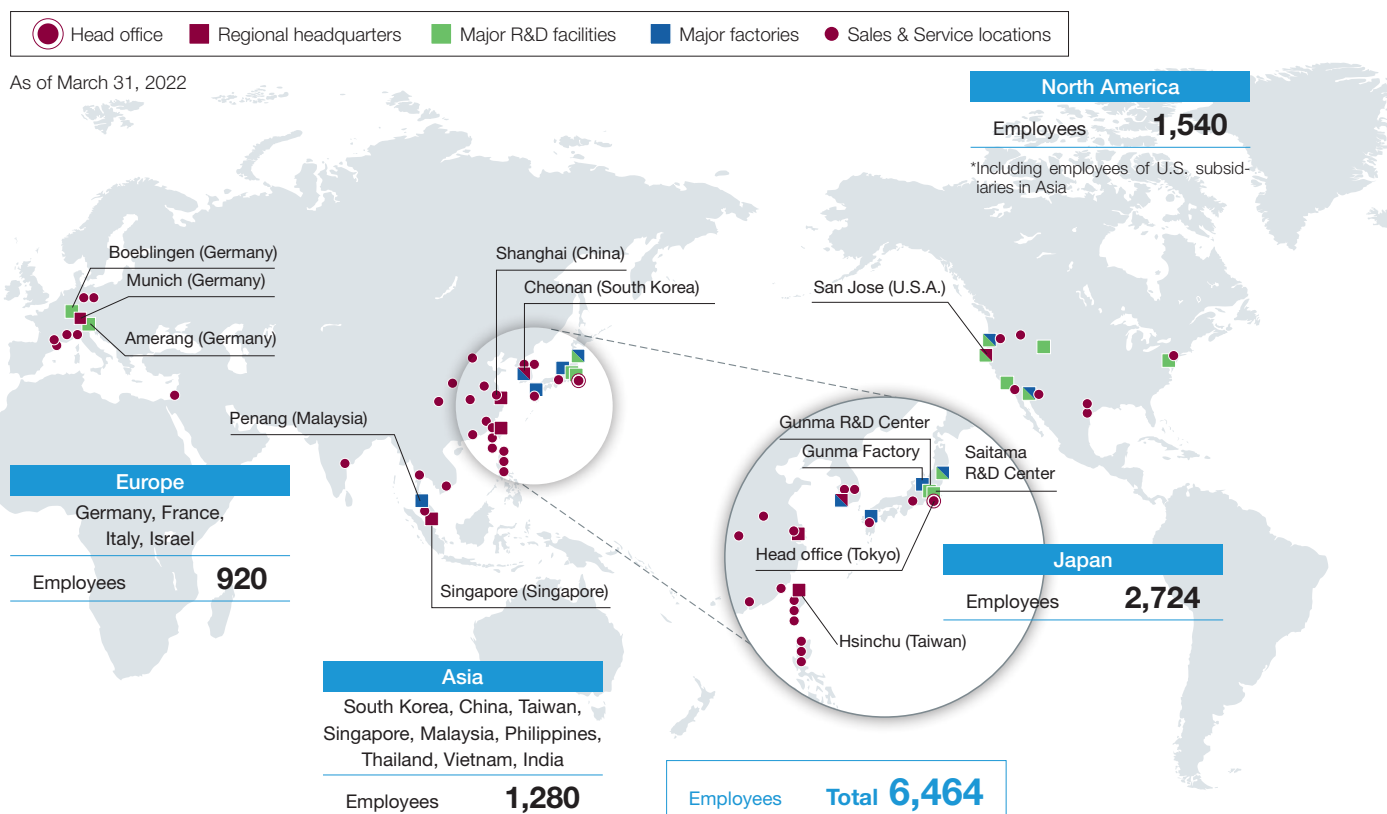 Head office
Regional headquarters
Major R&D facilities
Major factories
Sales & Service locations
As of March 31, 2022
North America
Employees 1,540
*Including employees of U.S. subsid-
iaries in Asia
Boeblingen (Germany)
Munich (Germany)
Amerang (Germany)
Shanghai (China)
Cheonan (South Korea)
San Jose (U.S.A.)
Penang (Malaysia)
Gunma R&D Center
Gunma Factory
Saitama
R&D Center
Europe
Germany, France,
Italy, Israel
Employees 920
Head office (Tokyo)
Japan
Employees 2,724
Singapore (Singapore)
Hsinchu (Taiwan)
Asia
South Korea, China, Taiwan,
Singapore, Malaysia, Philippines,
Thailand, Vietnam, India
Employees 1,280
Employees Total 6,464